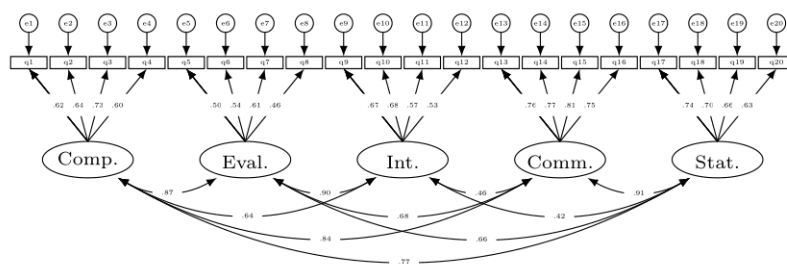 e1 e2 e3 e4 e5 e6 e7 e8 e9 e10 e11 e12 e13 e14 e15 e16 e17 e18 e19 e20
q1 q2 q3 q4 q5 q6 q7 q8 q9 q10 q11 q12 q13 q14 q15 q16 q17 q18 q19 q20
.62 .64 .73 .60 .50 .54 .61 .46 .67 .68 .57 .53 .76 .77 .81 .75 .74 .70 .66 .63
Comp. Eval. Int. Comm. Stat.
.87 .90 .46 .91
.64 .68 .42
.84 .66
.77